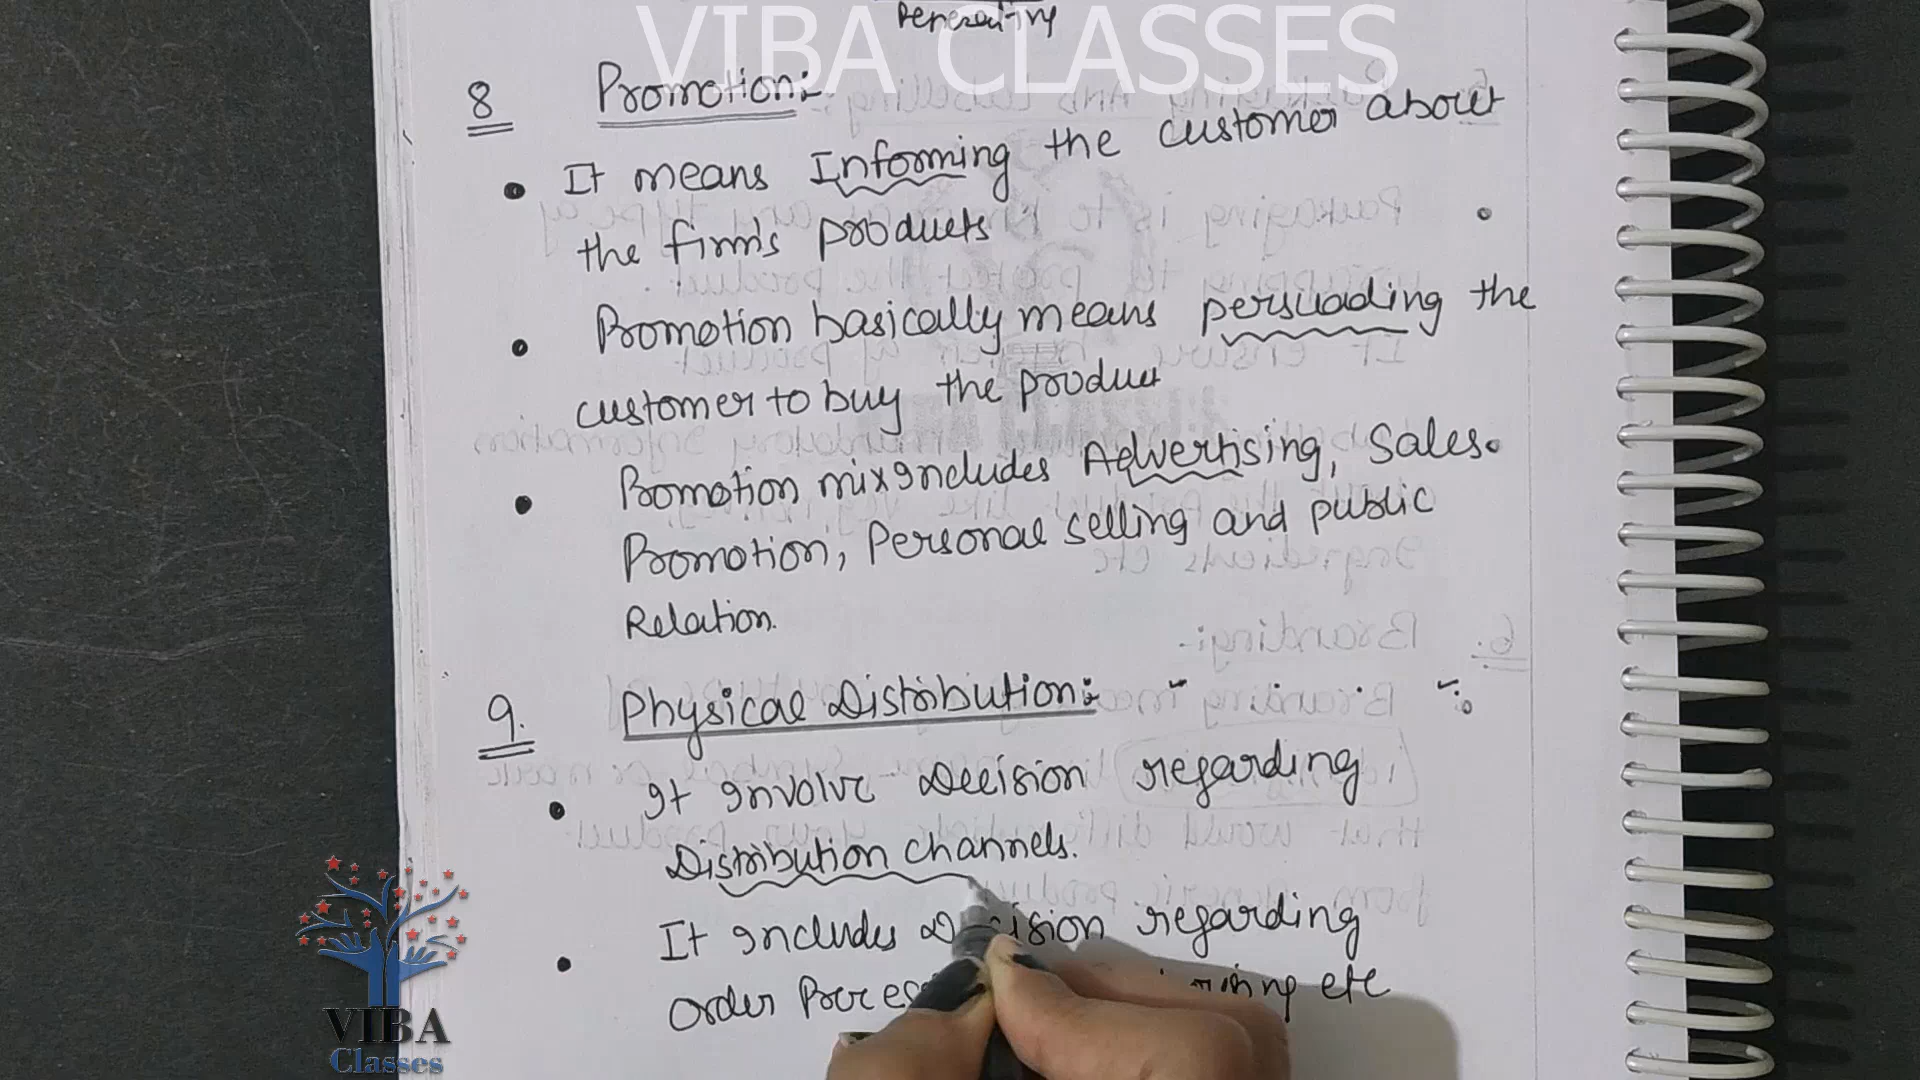 VIBA CLASSES
8 Promotion:-
• It means Informing the customer about
the firm's products
• Promotion basically means persuading the
customer to buy the product
• Promotion mix Includes Advertising, Sales.
Promotion, Personal selling and public
Relation.
9. Physical Distribution:-
• It Involve Decision regarding
Distribution channels.
• It Includes Decision regarding
order etc
VIBA
Classes